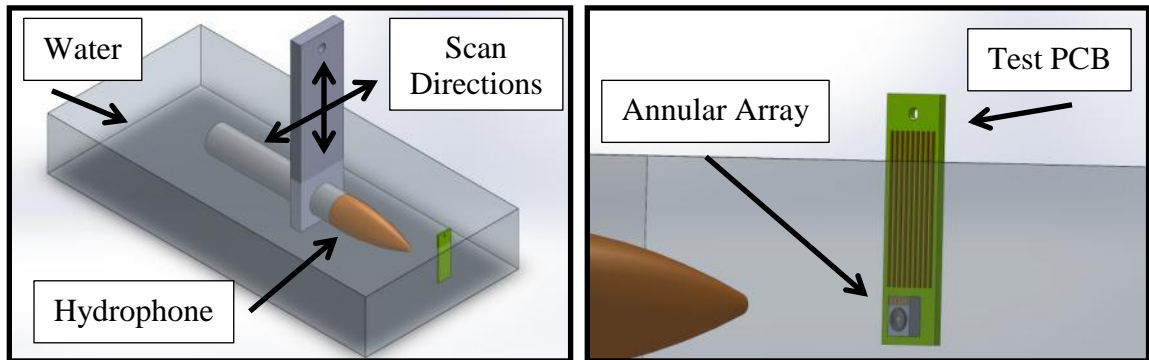 Water
Scan
Directions
Hydrophone
Test PCB
Annular Array